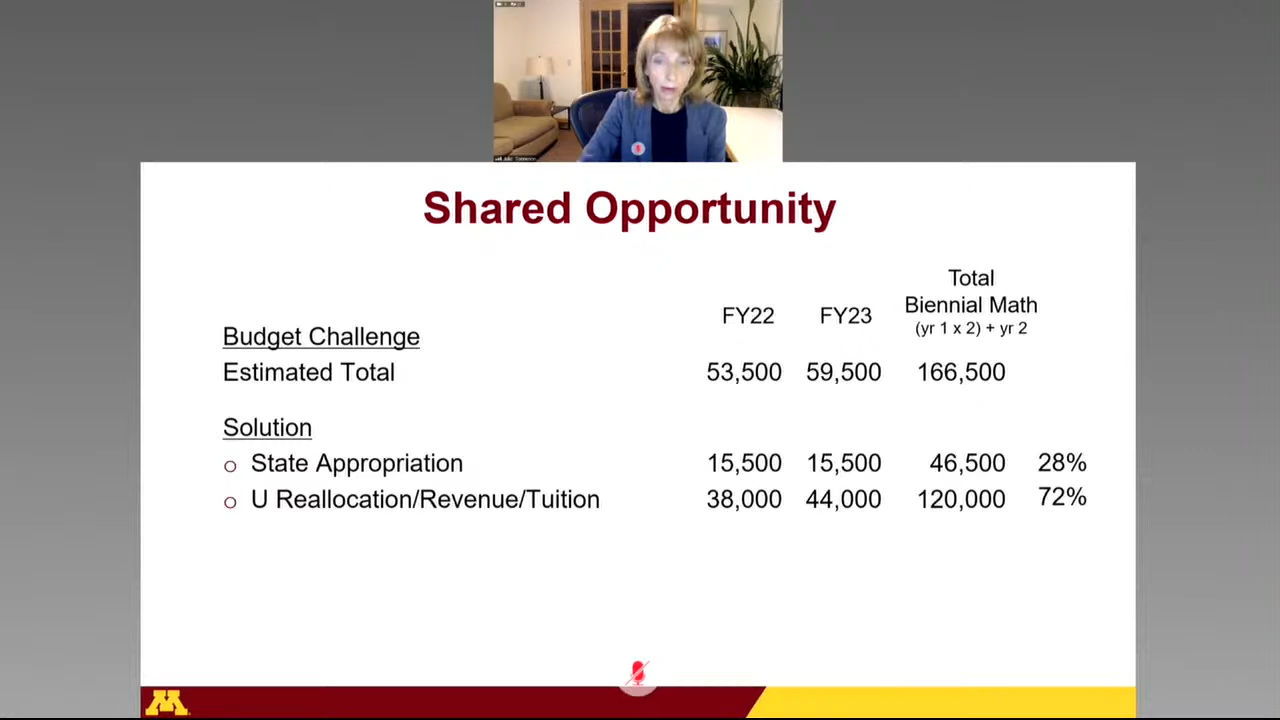 Shared Opportunity
Total
Biennial Math
FY22 FY23
(yr 1 x 2) + yr 2
Budget Challenge
Estimated Total 53,500 59,500 166,500
Solution
State Appropriation 15,500 15,500 46,500 28%
U Reallocation/Revenue/Tuition 38,000 44,000 120,000 72%
M